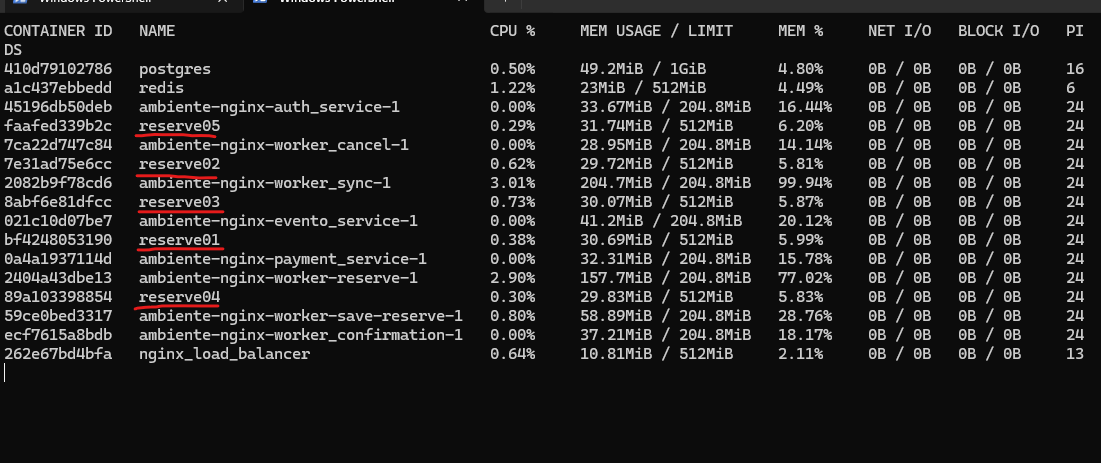 CONTAINER ID   NAME                                CPU %     MEM USAGE / LIMIT     MEM %     NET I/O   BLOCK I/O   PI
DS
410d79102786   postgres                            0.50%     49.2MiB / 1GiB        4.80%     0B / 0B   0B / 0B     16
a1c437ebbedd   redis                               1.22%     23MiB / 512MiB        4.49%     0B / 0B   0B / 0B     6
45196db50deb   ambiente-nginx-auth_service-1       0.00%     33.67MiB / 204.8MiB   16.44%    0B / 0B   0B / 0B     24
faafed339b2c   reserve05                           0.29%     31.74MiB / 512MiB     6.20%     0B / 0B   0B / 0B     24
7ca22d747c84   ambiente-nginx-worker_cancel-1      0.00%     28.95MiB / 204.8MiB   14.14%    0B / 0B   0B / 0B     24
7e31ad75e6cc   reserve02                           0.62%     29.72MiB / 512MiB     5.81%     0B / 0B   0B / 0B     24
2082b9f78cd6   ambiente-nginx-worker_sync-1        3.01%     204.7MiB / 204.8MiB   99.94%    0B / 0B   0B / 0B     24
8abf6e81dfcc   reserve03                           0.73%     30.07MiB / 512MiB     5.87%     0B / 0B   0B / 0B     24
021c10d07be7   ambiente-nginx-evento_service-1     0.00%     41.2MiB / 204.8MiB    20.12%    0B / 0B   0B / 0B     24
bf4248053190   reserve01                           0.38%     30.69MiB / 512MiB     5.99%     0B / 0B   0B / 0B     24
0a4a1937114d   ambiente-nginx-payment_service-1    0.00%     32.31MiB / 204.8MiB   15.78%    0B / 0B   0B / 0B     24
2404a43dbe13   ambiente-nginx-worker-reserve-1     2.90%     157.7MiB / 204.8MiB   77.02%    0B / 0B   0B / 0B     24
89a103398854   reserve04                           0.30%     29.83MiB / 512MiB     5.83%     0B / 0B   0B / 0B     24
59ce0bed3317   ambiente-nginx-worker-save-reserve-1   0.80%     58.89MiB / 204.8MiB   28.76%    0B / 0B   0B / 0B     24
ecf7615a8bdb   ambiente-nginx-worker_confirmation-1   0.00%     37.21MiB / 204.8MiB   18.17%    0B / 0B   0B / 0B     24
262e67bd4bfa   nginx_load_balancer                 0.64%     10.81MiB / 512MiB     2.11%     0B / 0B   0B / 0B     13